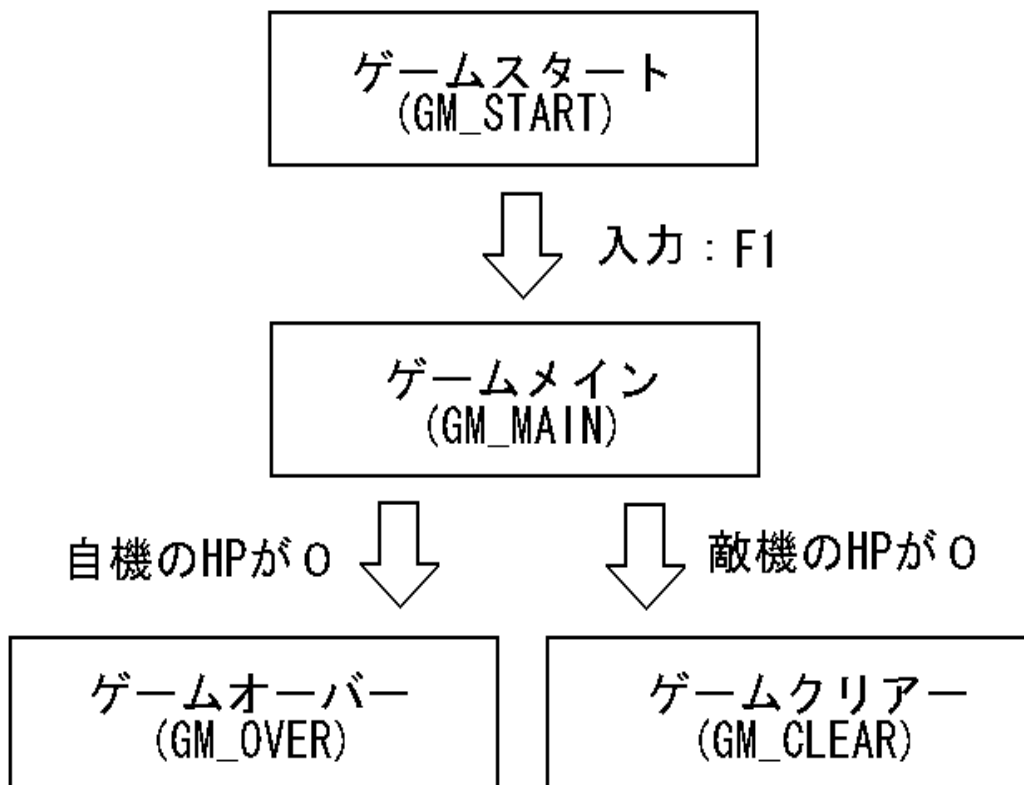 ゲームスタート
(GM_START)
入力：F1
ゲームメイン
(GM_MAIN)
自機のHPが０
敵機のHPが０
ゲームオーバー
(GM_OVER)
ゲームクリアー
(GM_CLEAR)